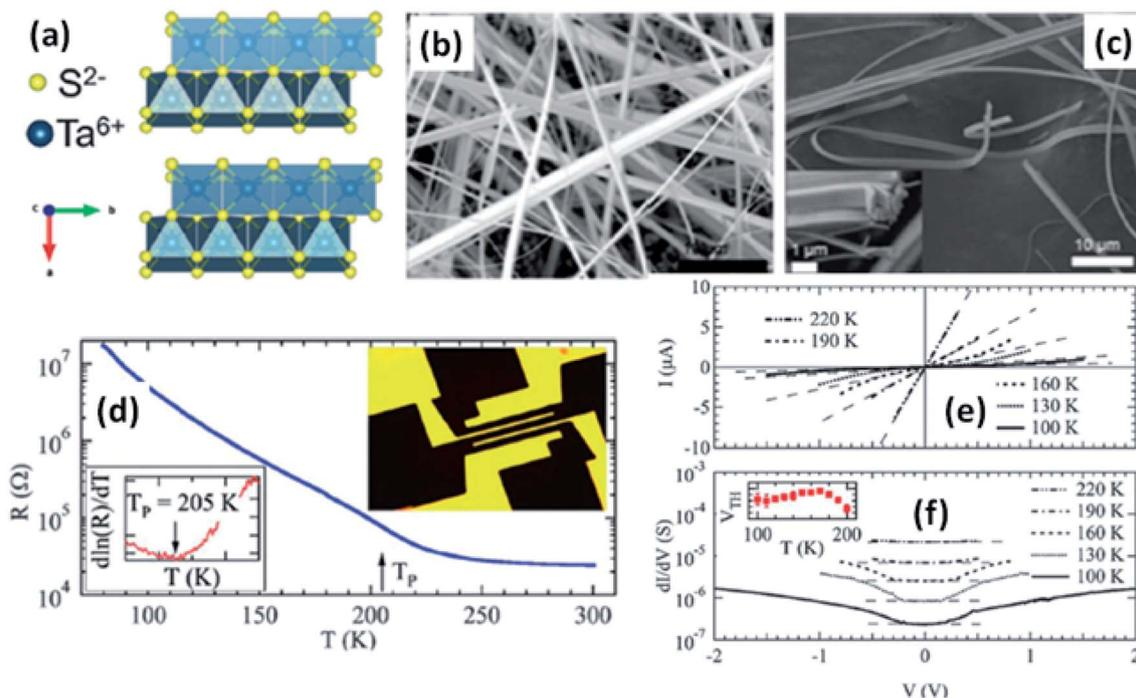 (a)
S2-
Ta6+
c
b
a
(b)
(c)
1 µm
10 µm
10^7
10^6
10^5
10^4
R (Ω)
(d)
dln(R)/dT
T_P = 205 K
T (K)
T_P
100
150
200
250
300
T (K)
10
5
0
-5
-10
I (µA)
220 K
190 K
160 K
130 K
100 K
(e)
10^-3
10^-4
10^-5
10^-6
10^-7
dI/dV (S)
V_TH
100
200
T (K)
(f)
220 K
190 K
160 K
130 K
100 K
-2
-1
0
1
2
V (V)